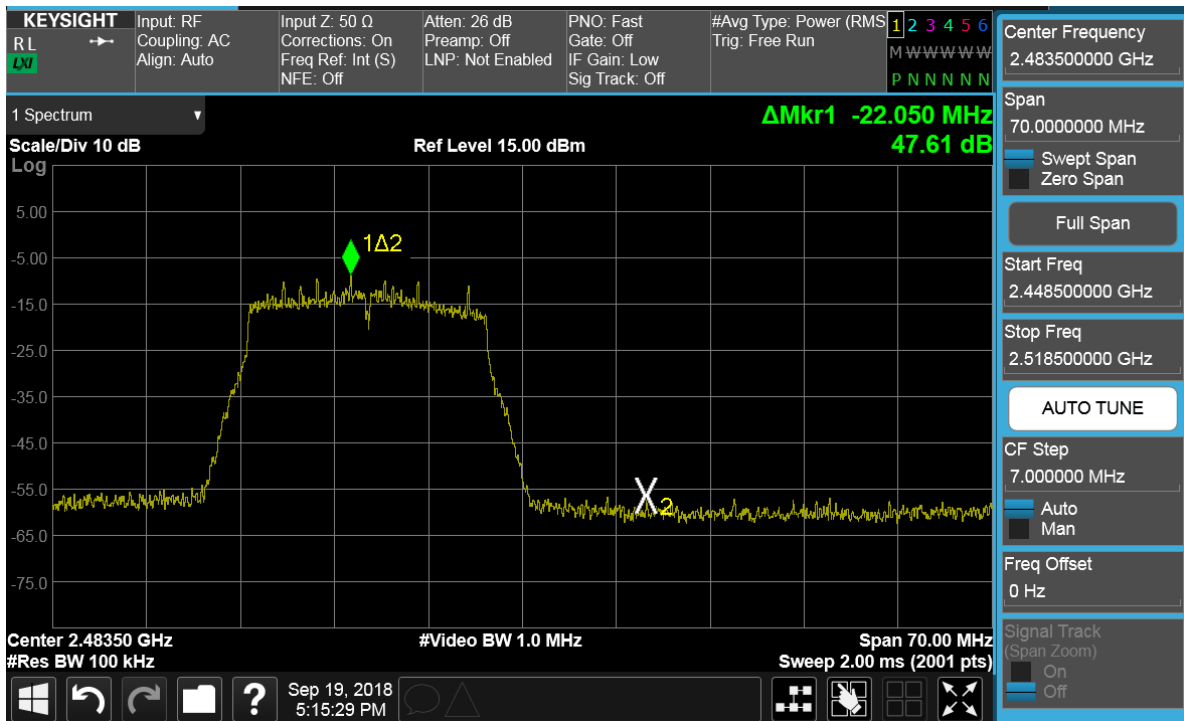 KEYSIGHT
R L
LXI
Input: RF
Coupling: AC
Align: Auto
Input Z: 50 Ω
Corrections: On
Freq Ref: Int (S)
NFE: Off
Atten: 26 dB
Preamp: Off
LNP: Not Enabled
PNO: Fast
Gate: Off
IF Gain: Low
Sig Track: Off
#Avg Type: Power (RMS
Trig: Free Run
1 2 3 4 5 6
M W W W W W
P N N N N N
1 Spectrum
ΔMkr1 -22.050 MHz
Scale/Div 10 dB
Ref Level 15.00 dBm
47.61 dB
Log
5.00
-5.00
-15.0
-25.0
-35.0
-45.0
-55.0
-65.0
-75.0
1Δ2
X2
Center 2.48350 GHz
#Video BW 1.0 MHz
Span 70.00 MHz
#Res BW 100 kHz
Sweep 2.00 ms (2001 pts)
?
Sep 19, 2018
5:15:29 PM
Center Frequency
2.483500000 GHz
Span
70.0000000 MHz
Swept Span
Zero Span
Full Span
Start Freq
2.448500000 GHz
Stop Freq
2.518500000 GHz
AUTO TUNE
CF Step
7.000000 MHz
Auto
Man
Freq Offset
0 Hz
Signal Track
(Span Zoom)
On
Off